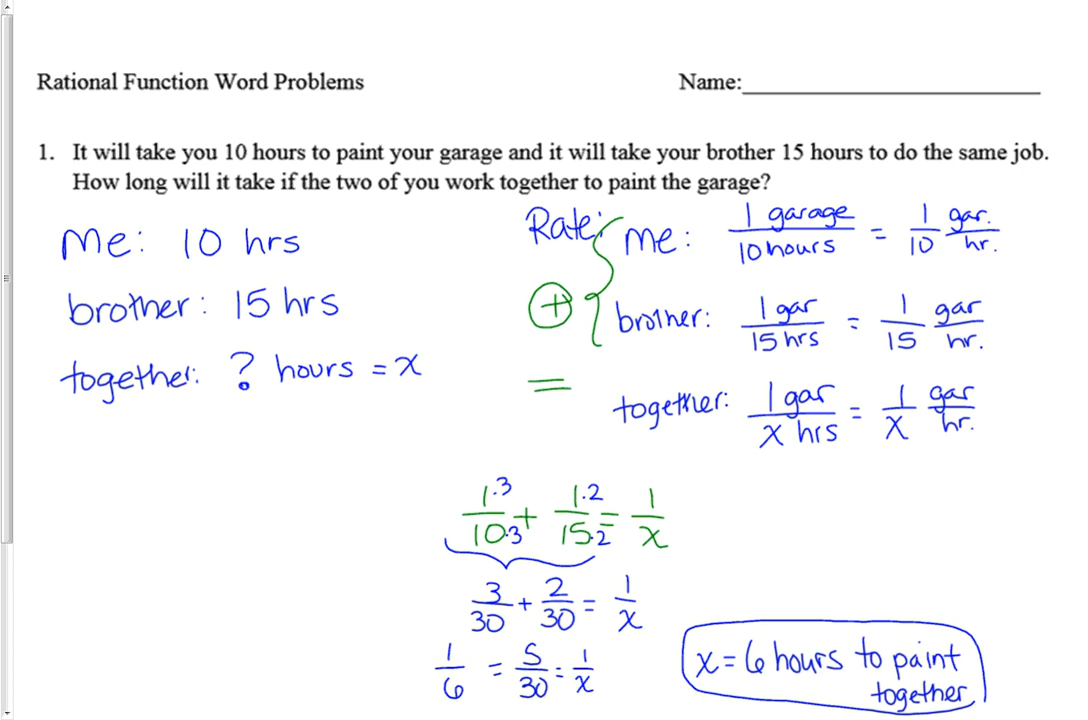 Rational Function Word Problems Name:
1. It will take you 10 hours to paint your garage and it will take your brother 15 hours to do the same job.
How long will it take if the two of you work together to paint the garage?
Me: 10 hrs
brother: 15 hrs
together: ? hours = x
Rate: me: 1 garage / 10 hours = 1/10 gar. / hr.
+ brother: 1 gar / 15 hrs = 1/15 gar / hr.
= together: 1 gar / x hrs = 1/x gar / hr.
1·3 / 10·3 + 1·2 / 15·2 = 1/x
3/30 + 2/30 = 1/x
1/6 = 5/30 = 1/x
x = 6 hours to paint
together